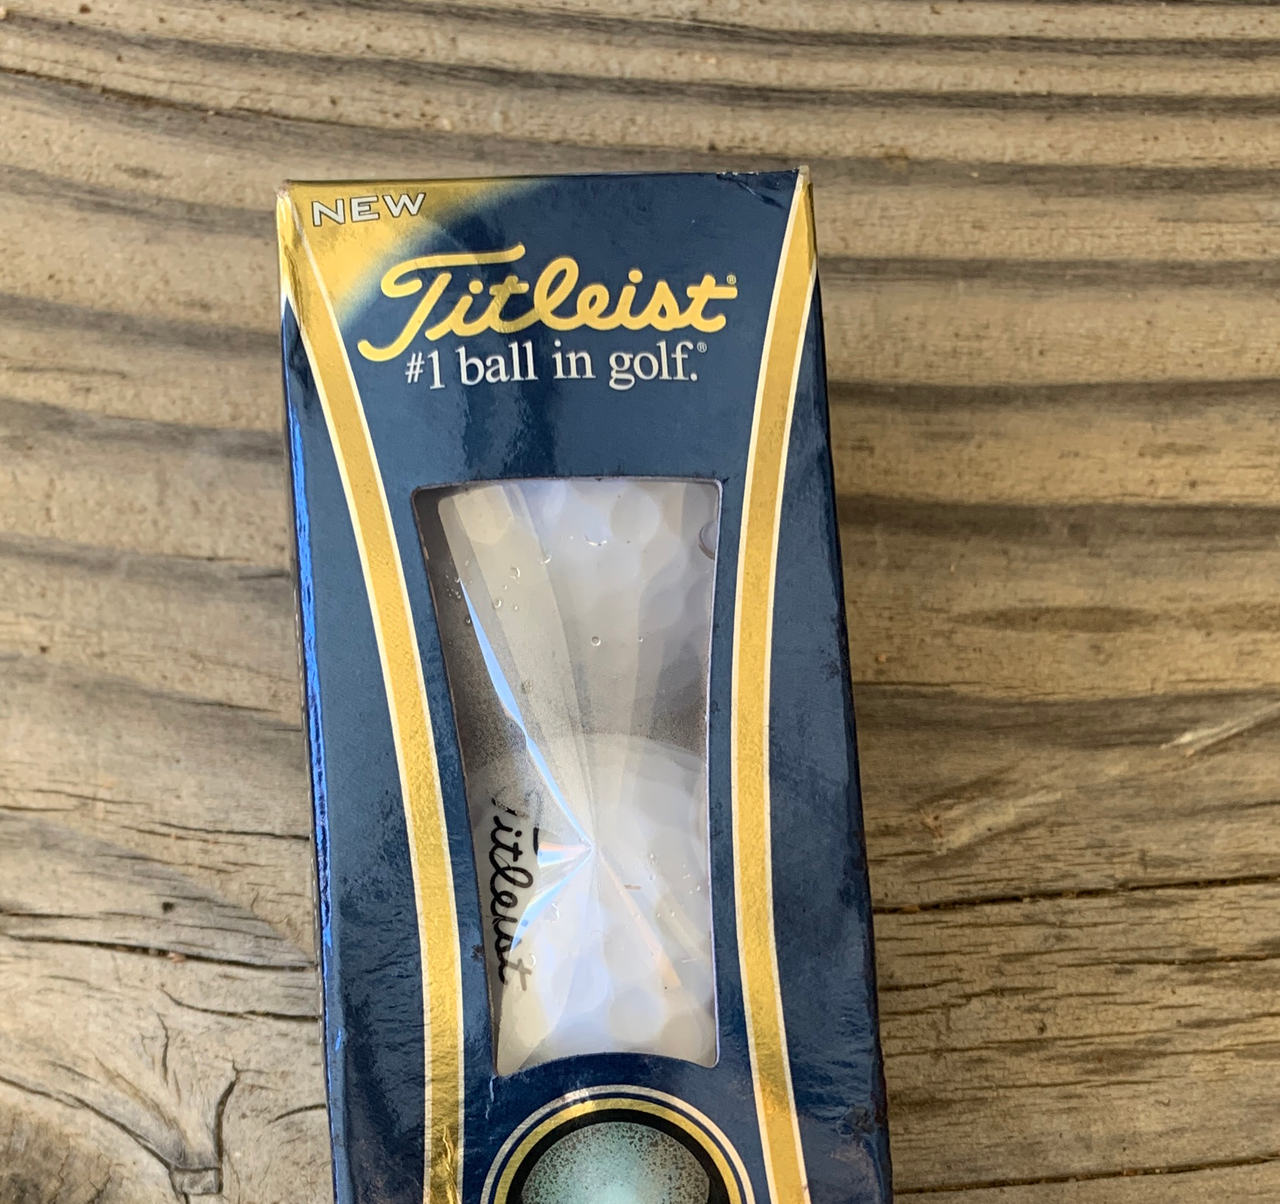 NEW
Titleist®
#1 ball in golf.®
Titleist